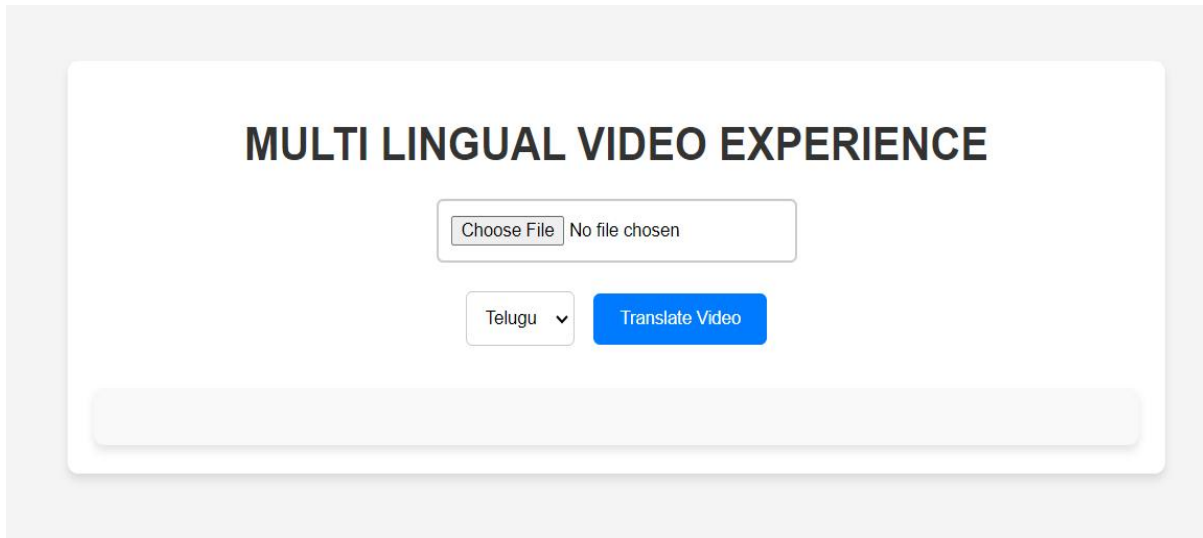 MULTI LINGUAL VIDEO EXPERIENCE
Choose File No file chosen
Telugu Translate Video